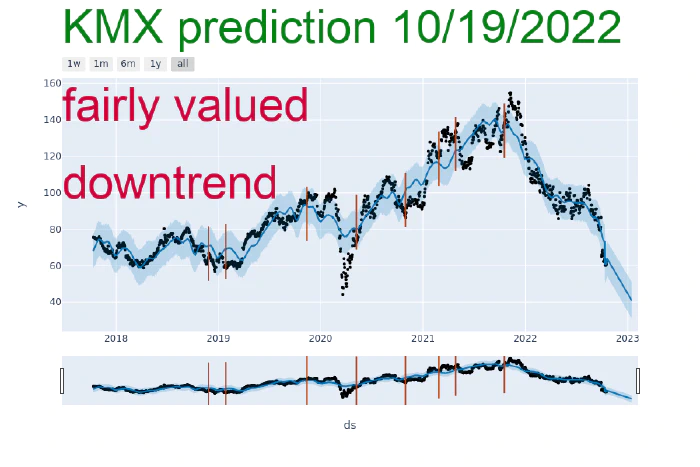 KMX prediction 10/19/2022
1w 1m 6m 1y all
fairly valued
downtrend
160
140
120
100
80
60
40
y
2018 2019 2020 2021 2022 2023
ds